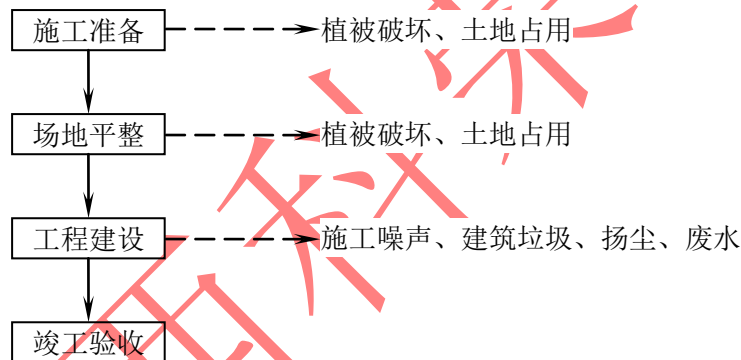 施工准备 植被破坏、土地占用
场地平整 植被破坏、土地占用
工程建设 施工噪声、建筑垃圾、扬尘、废水
竣工验收